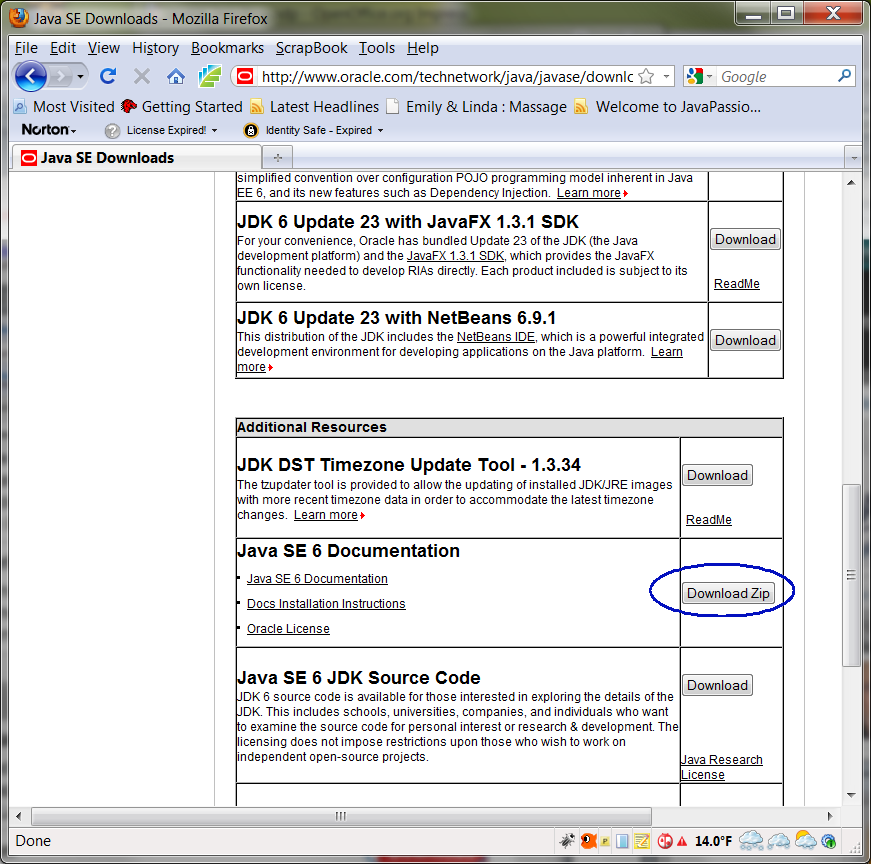 Java SE Downloads - Mozilla Firefox
File Edit View History Bookmarks ScrapBook Tools Help
http://www.oracle.com/technetwork/java/javase/downlc
Google
Most Visited Getting Started Latest Headlines Emily & Linda : Massage Welcome to JavaPassio...
Norton License Expired! Identity Safe - Expired
Java SE Downloads
simplified convention over configuration POJO programming model inherent in Java
EE 6, and its new features such as Dependency Injection. Learn more
JDK 6 Update 23 with JavaFX 1.3.1 SDK
For your convenience, Oracle has bundled Update 23 of the JDK (the Java
development platform) and the JavaFX 1.3.1 SDK, which provides the JavaFX
functionality needed to develop RIAs directly. Each product included is subject to its
own license.
Download
ReadMe
JDK 6 Update 23 with NetBeans 6.9.1
This distribution of the JDK includes the NetBeans IDE, which is a powerful integrated
development environment for developing applications on the Java platform. Learn
more
Download
Additional Resources
JDK DST Timezone Update Tool - 1.3.34
The tzupdater tool is provided to allow the updating of installed JDK/JRE images
with more recent timezone data in order to accommodate the latest timezone
changes. Learn more
Download
ReadMe
Java SE 6 Documentation
Java SE 6 Documentation
Docs Installation Instructions
Oracle License
Download Zip
Java SE 6 JDK Source Code
JDK 6 source code is available for those interested in exploring the details of the
JDK. This includes schools, universities, companies, and individuals who want
to examine the source code for personal interest or research & development. The
licensing does not impose restrictions upon those who wish to work on
independent open-source projects.
Download
Java Research
License
Done
14.0°F